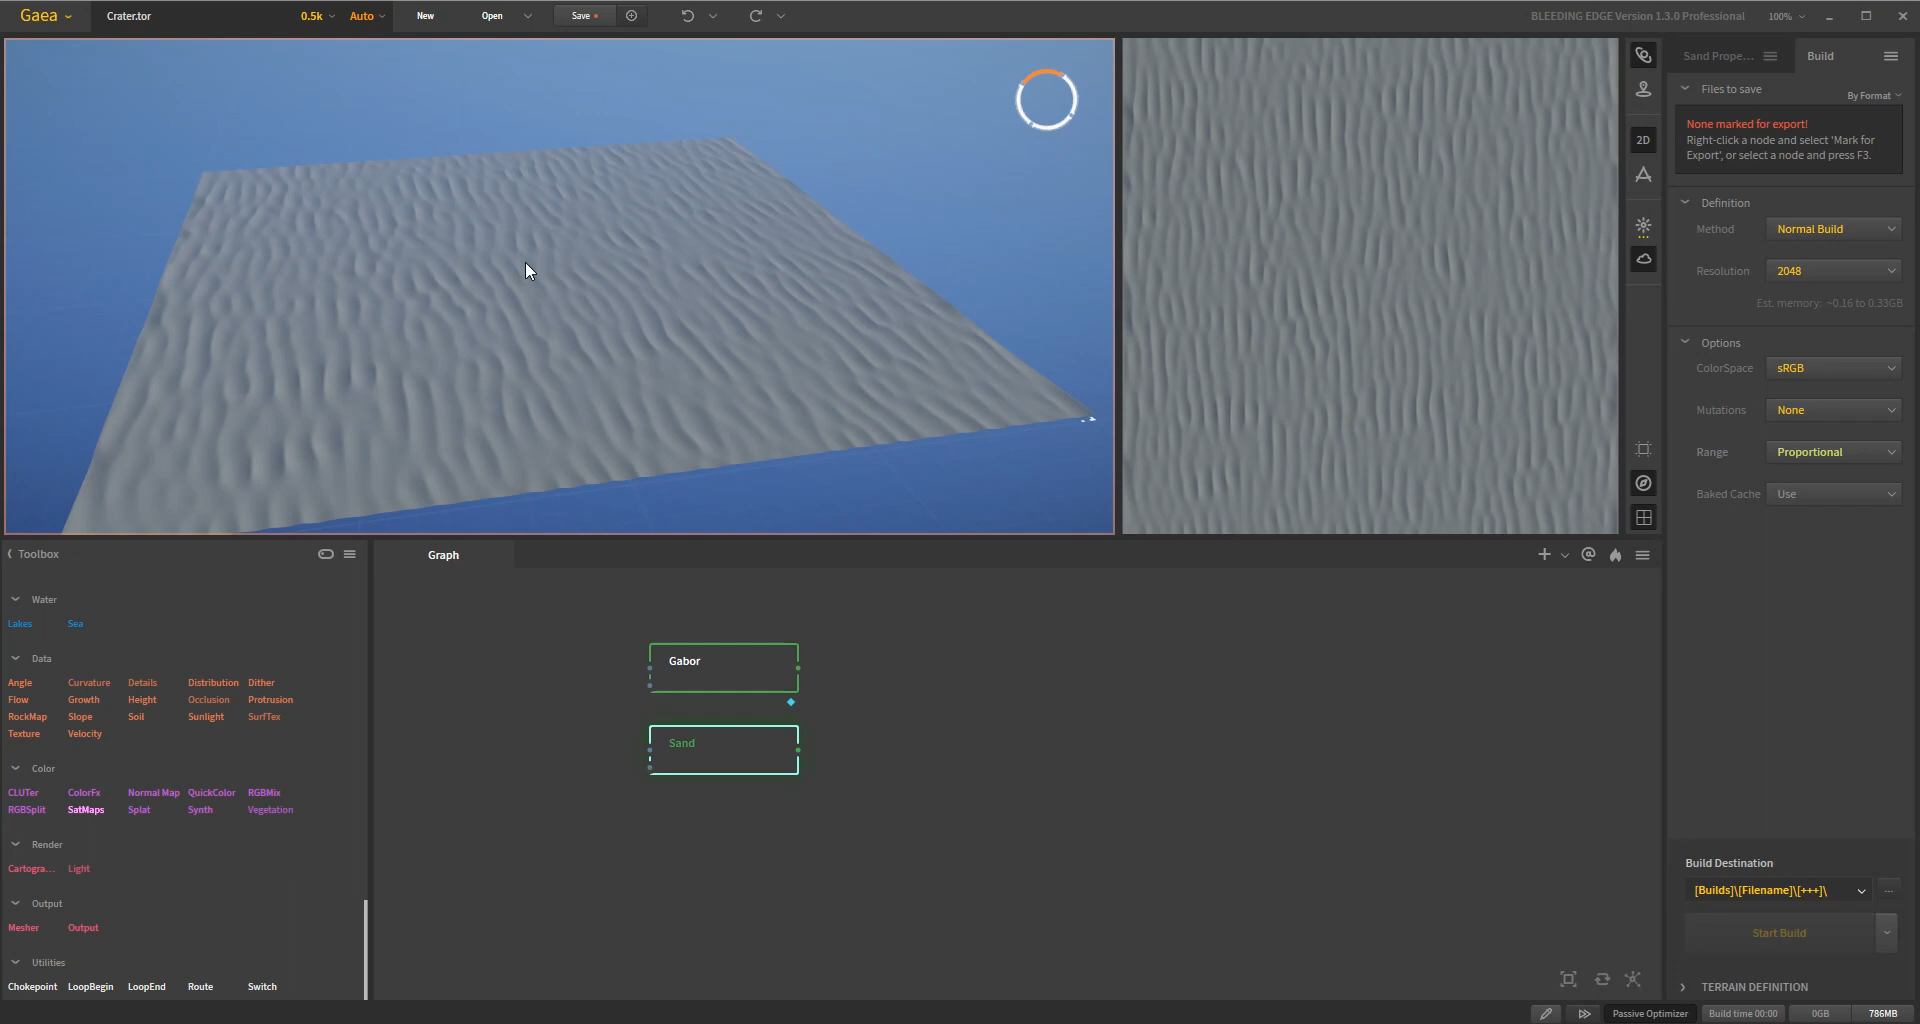 Gaea
Crater.tor
0.5k
Auto
New
Open
Save
BLEEDING EDGE Version 1.3.0 Professional
100%
Sand Prope...
Build
Files to save
By Format
None marked for export!
Right-click a node and select 'Mark for
Export', or select a node and press F3.
2D
Definition
Method
Normal Build
Resolution
2048
Est. memory: ~0.16 to 0.33GB
Options
ColorSpace
sRGB
Mutations
None
Range
Proportional
Baked Cache
Use
Toolbox
Water
Lakes Sea
Data
Angle Curvature Details Distribution Dither
Flow Growth Height Occlusion Protrusion
RockMap Slope Soil Sunlight SurfTex
Texture Velocity
Color
CLUTer ColorFx Normal Map QuickColor RGBMix
RGBSplit SatMaps Splat Synth Vegetation
Render
Cartogra... Light
Output
Mesher Output
Utilities
Chokepoint LoopBegin LoopEnd Route Switch
Graph
Gabor
Sand
Build Destination
[Builds]\[Filename]\[+++]\
...
Start Build
TERRAIN DEFINITION
Passive Optimizer
Build time 00:00
0GB
786MB